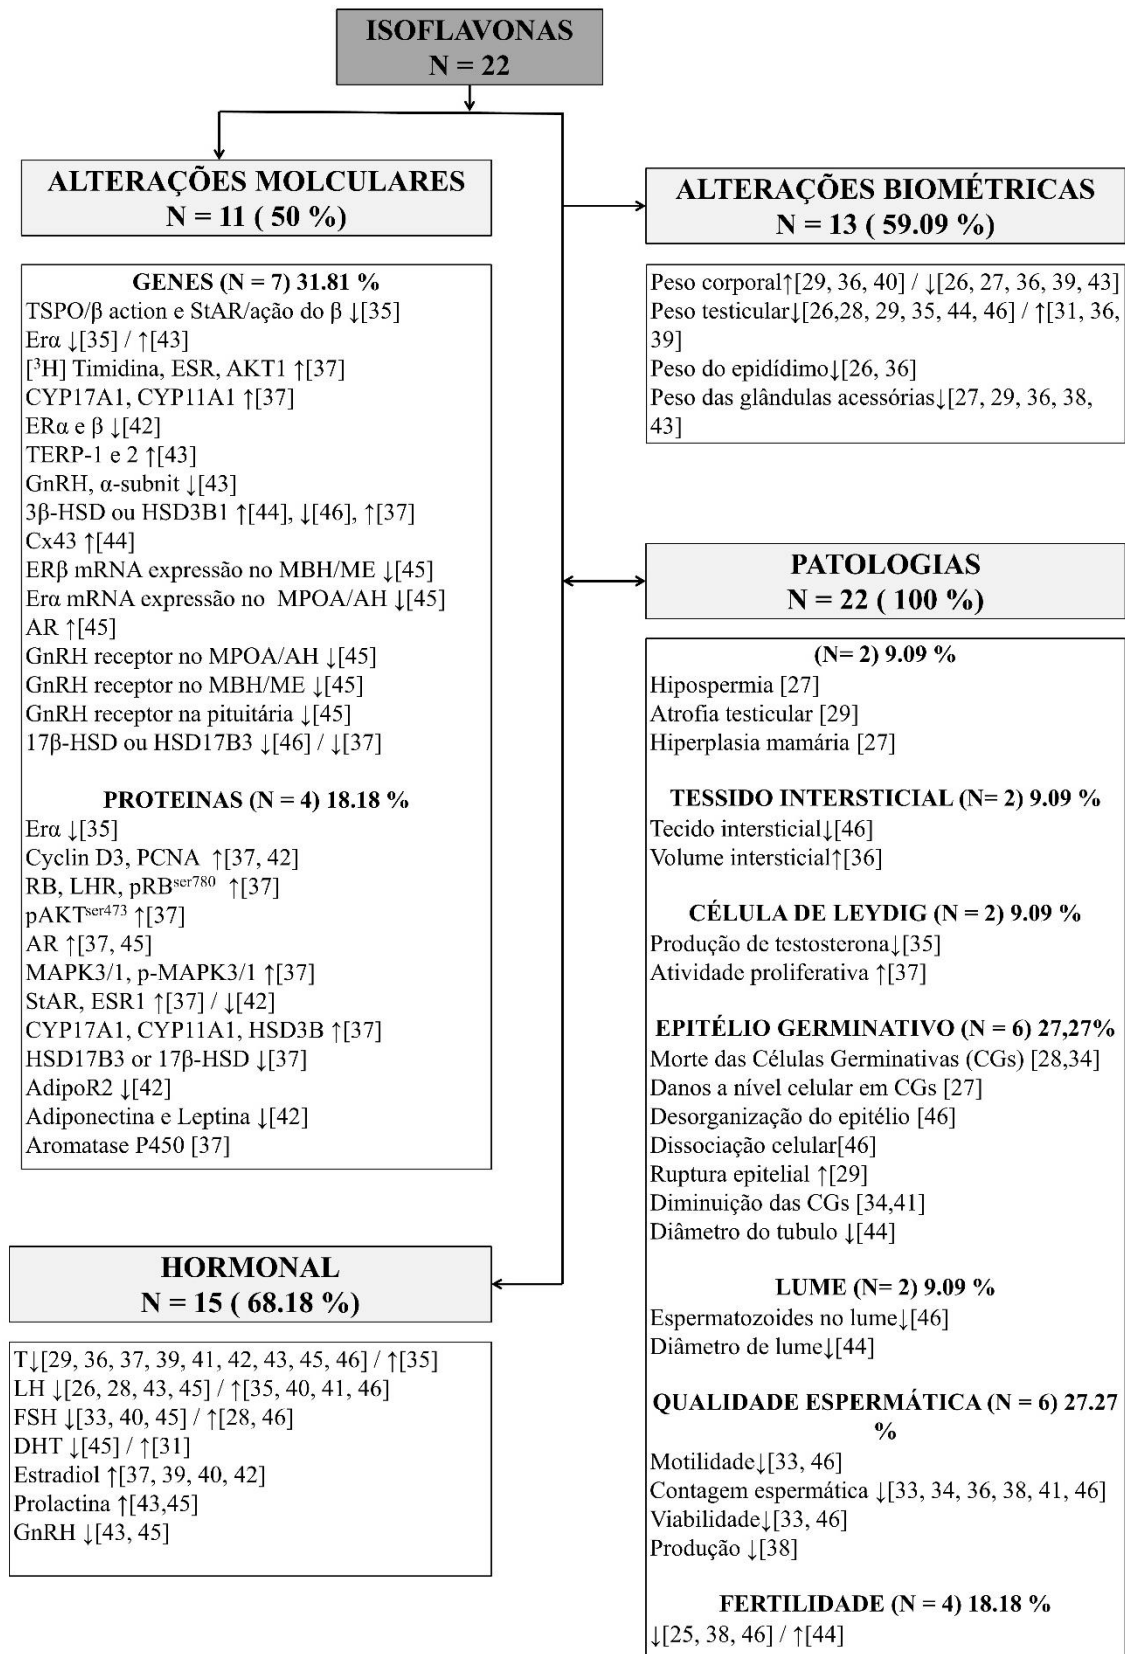 ISOFLAVONAS
N = 22
ALTERAÇÕES MOLCULARES
N = 11 ( 50 %)
GENES (N = 7) 31.81 %
TSPO/β action e StAR/ação do β ↓[35]
Erα ↓[35] / ↑[43]
[³H] Timidina, ESR, AKT1 ↑[37]
CYP17A1, CYP11A1 ↑[37]
ERα e β ↓[42]
TERP-1 e 2 ↑[43]
GnRH, α-subnit ↓[43]
3β-HSD ou HSD3B1 ↑[44], ↓[46], ↑[37]
Cx43 ↑[44]
ERβ mRNA expressão no MBH/ME ↓[45]
Erα mRNA expressão no MPOA/AH ↓[45]
AR ↑[45]
GnRH receptor no MPOA/AH ↓[45]
GnRH receptor no MBH/ME ↓[45]
GnRH receptor na pituitária ↓[45]
17β-HSD ou HSD17B3 ↓[46] / ↓[37]
PROTEINAS (N = 4) 18.18 %
Erα ↓[35]
Cyclin D3, PCNA ↑[37, 42]
RB, LHR, pRBser780 ↑[37]
pAKTser473 ↑[37]
AR ↑[37, 45]
MAPK3/1, p-MAPK3/1 ↑[37]
StAR, ESR1 ↑[37] / ↓[42]
CYP17A1, CYP11A1, HSD3B ↑[37]
HSD17B3 or 17β-HSD ↓[37]
AdipoR2 ↓[42]
Adiponectina e Leptina ↓[42]
Aromatase P450 [37]
HORMONAL
N = 15 ( 68.18 %)
T↓[29, 36, 37, 39, 41, 42, 43, 45, 46] / ↑[35]
LH ↓[26, 28, 43, 45] / ↑[35, 40, 41, 46]
FSH ↓[33, 40, 45] / ↑[28, 46]
DHT ↓[45] / ↑[31]
Estradiol ↑[37, 39, 40, 42]
Prolactina ↑[43,45]
GnRH ↓[43, 45]
ALTERAÇÕES BIOMÉTRICAS
N = 13 ( 59.09 %)
Peso corporal↑[29, 36, 40] / ↓[26, 27, 36, 39, 43]
Peso testicular↓[26,28, 29, 35, 44, 46] / ↑[31, 36,
39]
Peso do epidídimo↓[26, 36]
Peso das glândulas acessórias↓[27, 29, 36, 38,
43]
PATOLOGIAS
N = 22 ( 100 %)
(N= 2) 9.09 %
Hipospermia [27]
Atrofia testicular [29]
Hiperplasia mamária [27]
TESSIDO INTERSTICIAL (N= 2) 9.09 %
Tecido intersticial↓[46]
Volume intersticial↑[36]
CÉLULA DE LEYDIG (N = 2) 9.09 %
Produção de testosterona↓[35]
Atividade proliferativa ↑[37]
EPITÉLIO GERMINATIVO (N = 6) 27,27%
Morte das Células Germinativas (CGs) [28,34]
Danos a nível celular em CGs [27]
Desorganização do epitélio [46]
Dissociação celular[46]
Ruptura epitelial ↑[29]
Diminuição das CGs [34,41]
Diâmetro do tubulo ↓[44]
LUME (N= 2) 9.09 %
Espermatozoides no lume↓[46]
Diâmetro de lume↓[44]
QUALIDADE ESPERMÁTICA (N = 6) 27.27
%
Motilidade↓[33, 46]
Contagem espermática ↓[33, 34, 36, 38, 41, 46]
Viabilidade↓[33, 46]
Produção ↓[38]
FERTILIDADE (N = 4) 18.18 %
↓[25, 38, 46] / ↑[44]